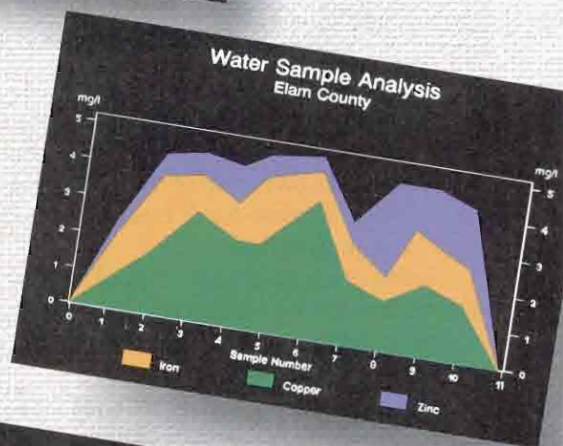 Water Sample Analysis
Elam County
mg/l
mg/l
5
4
3
2
1
0
5
4
3
2
1
0
0 1 2 3 4 5 6 7 8 9 10 11
Sample Number
Iron
Copper
Zinc